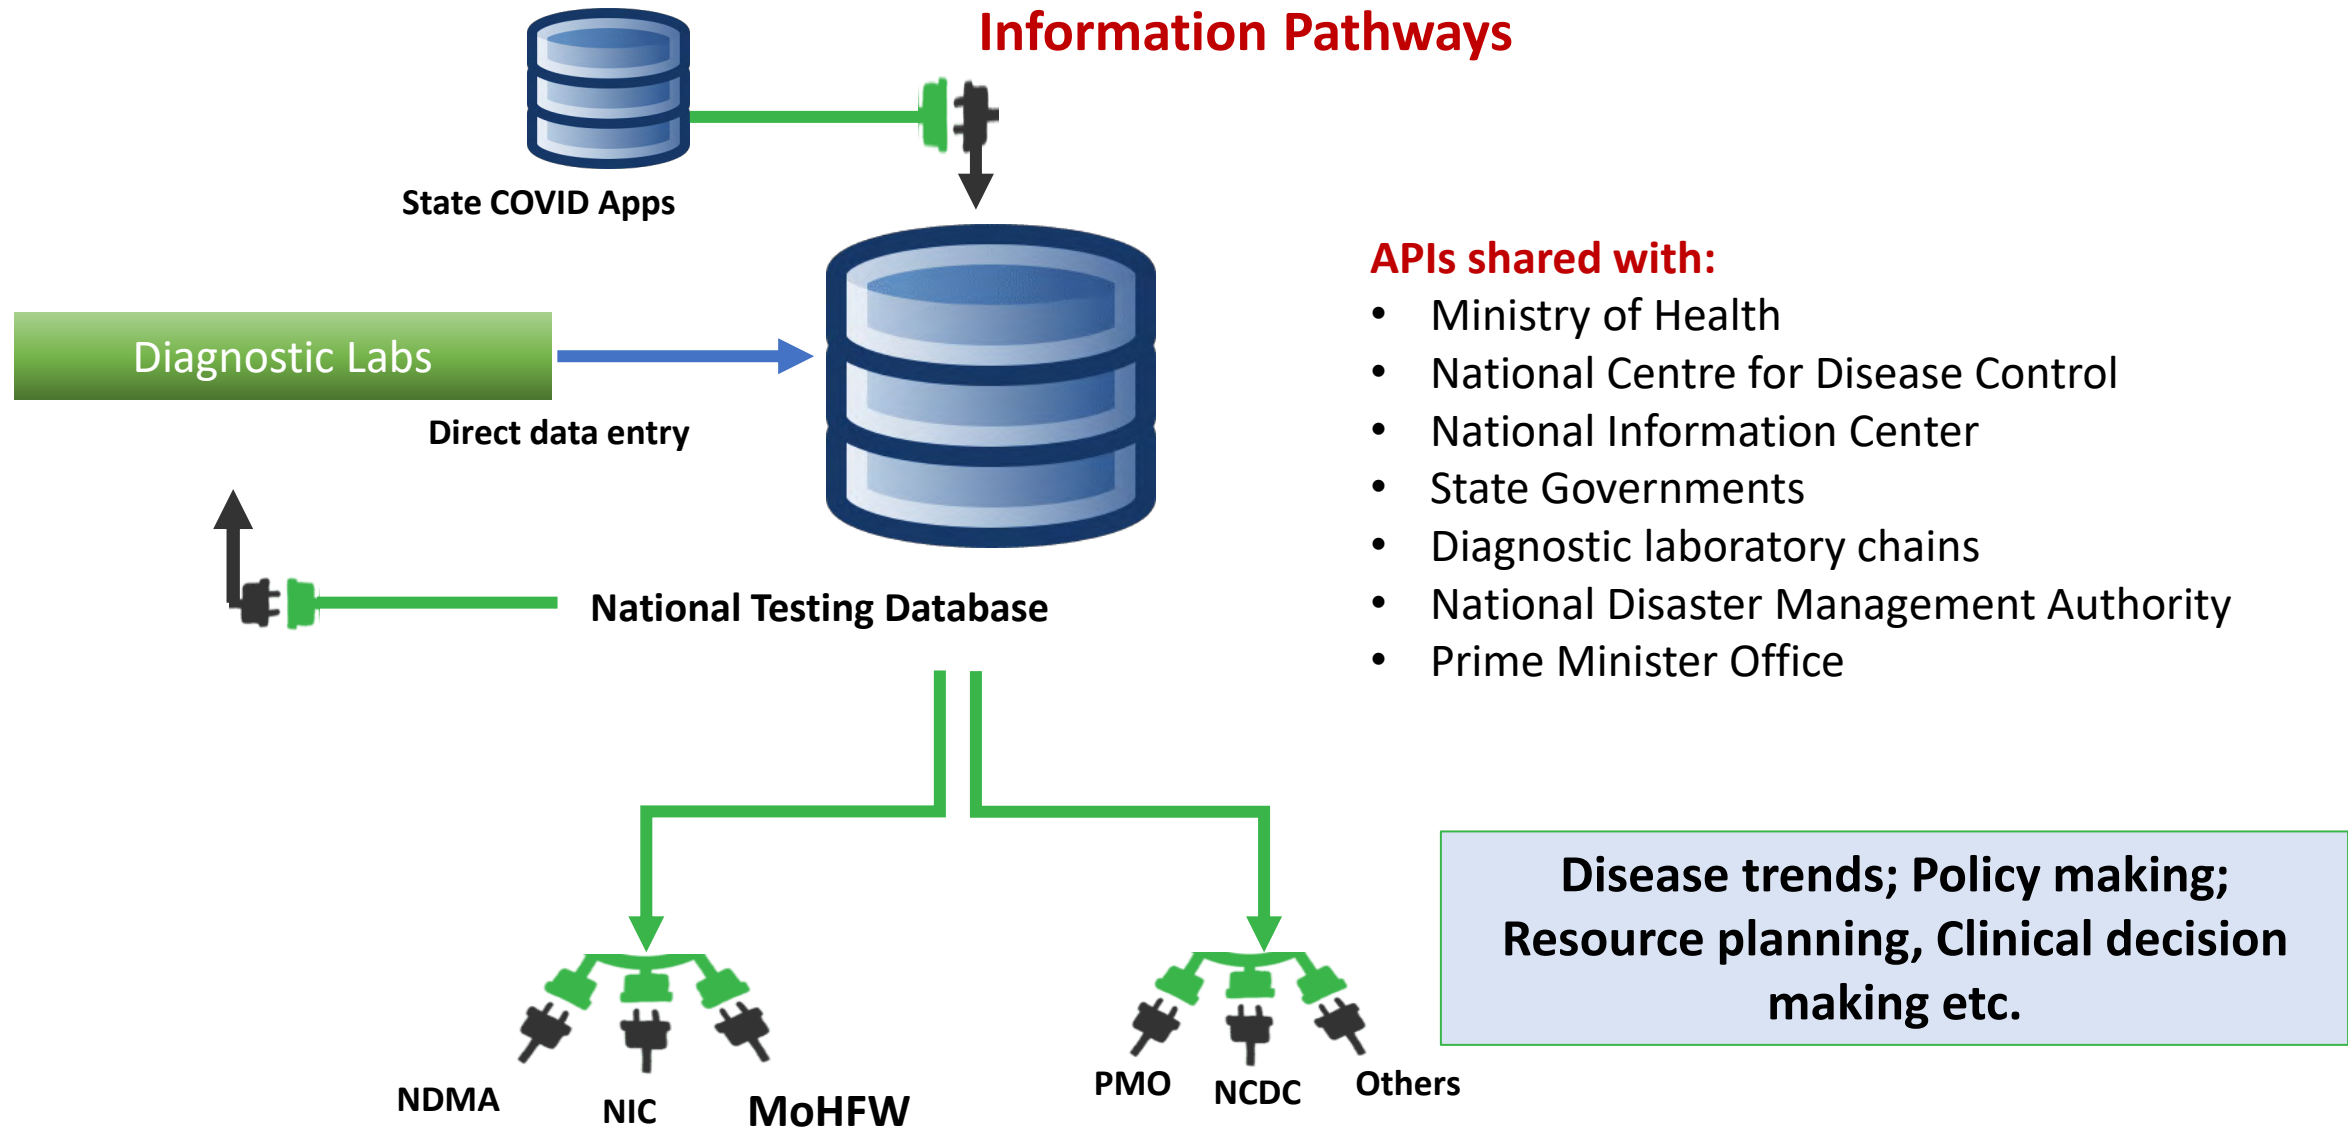 Information Pathways
State COVID Apps
Diagnostic Labs
Direct data entry
National Testing Database
APIs shared with:
• Ministry of Health
• National Centre for Disease Control
• National Information Center
• State Governments
• Diagnostic laboratory chains
• National Disaster Management Authority
• Prime Minister Office
Disease trends; Policy making;
Resource planning, Clinical decision
making etc.
NDMA
NIC
MoHFW
PMO
NCDC
Others